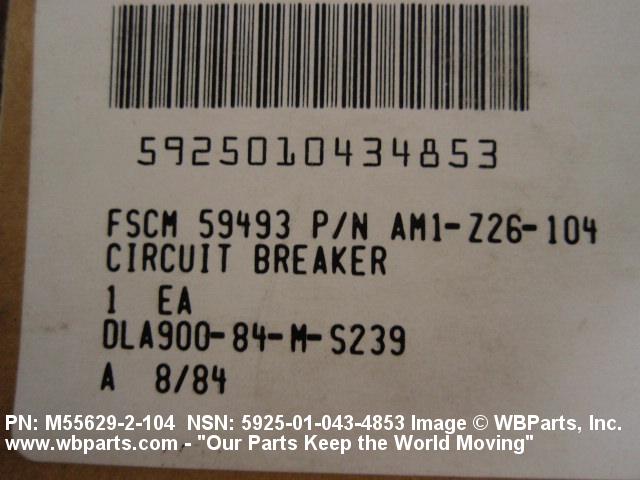 5925010434853
FSCM 59493 P/N AM1-Z26-104
CIRCUIT BREAKER
1 EA
DLA900-84-M-S239
A 8/84
PN: M55629-2-104 NSN: 5925-01-043-4853 Image © WBParts, Inc.
www.wbparts.com - "Our Parts Keep the World Moving"